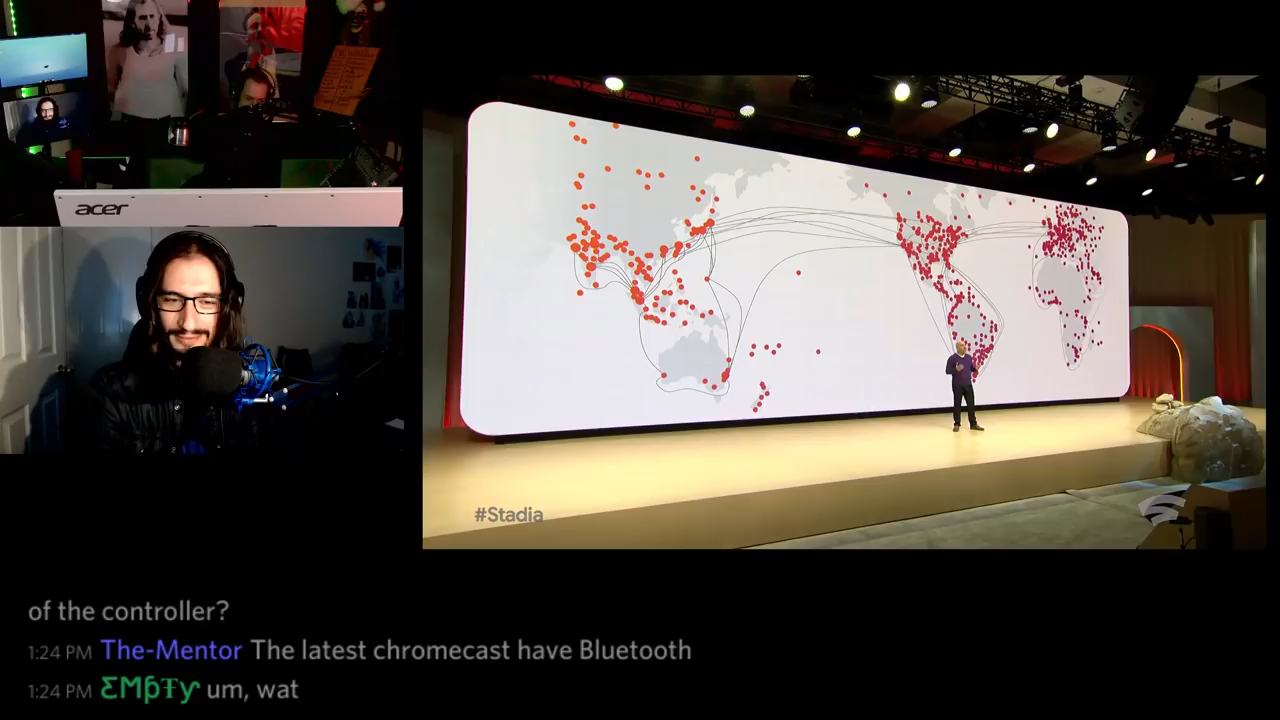 acer
#Stadia
of the controller?
1:24 PM The-Mentor The latest chromecast have Bluetooth
1:24 PM ƸMƥŦƴ um, wat